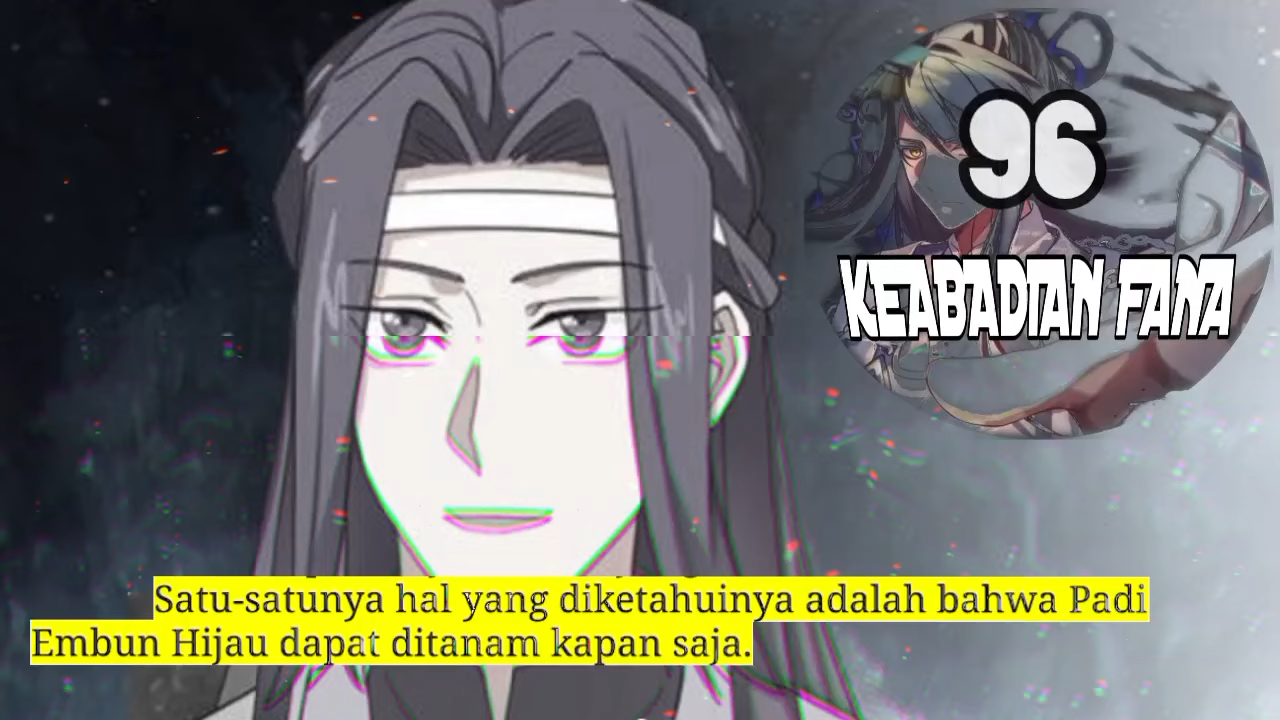 96
KEABADIAN FANA
Satu-satunya hal yang diketahuinya adalah bahwa Padi
Embun Hijau dapat ditanam kapan saja.